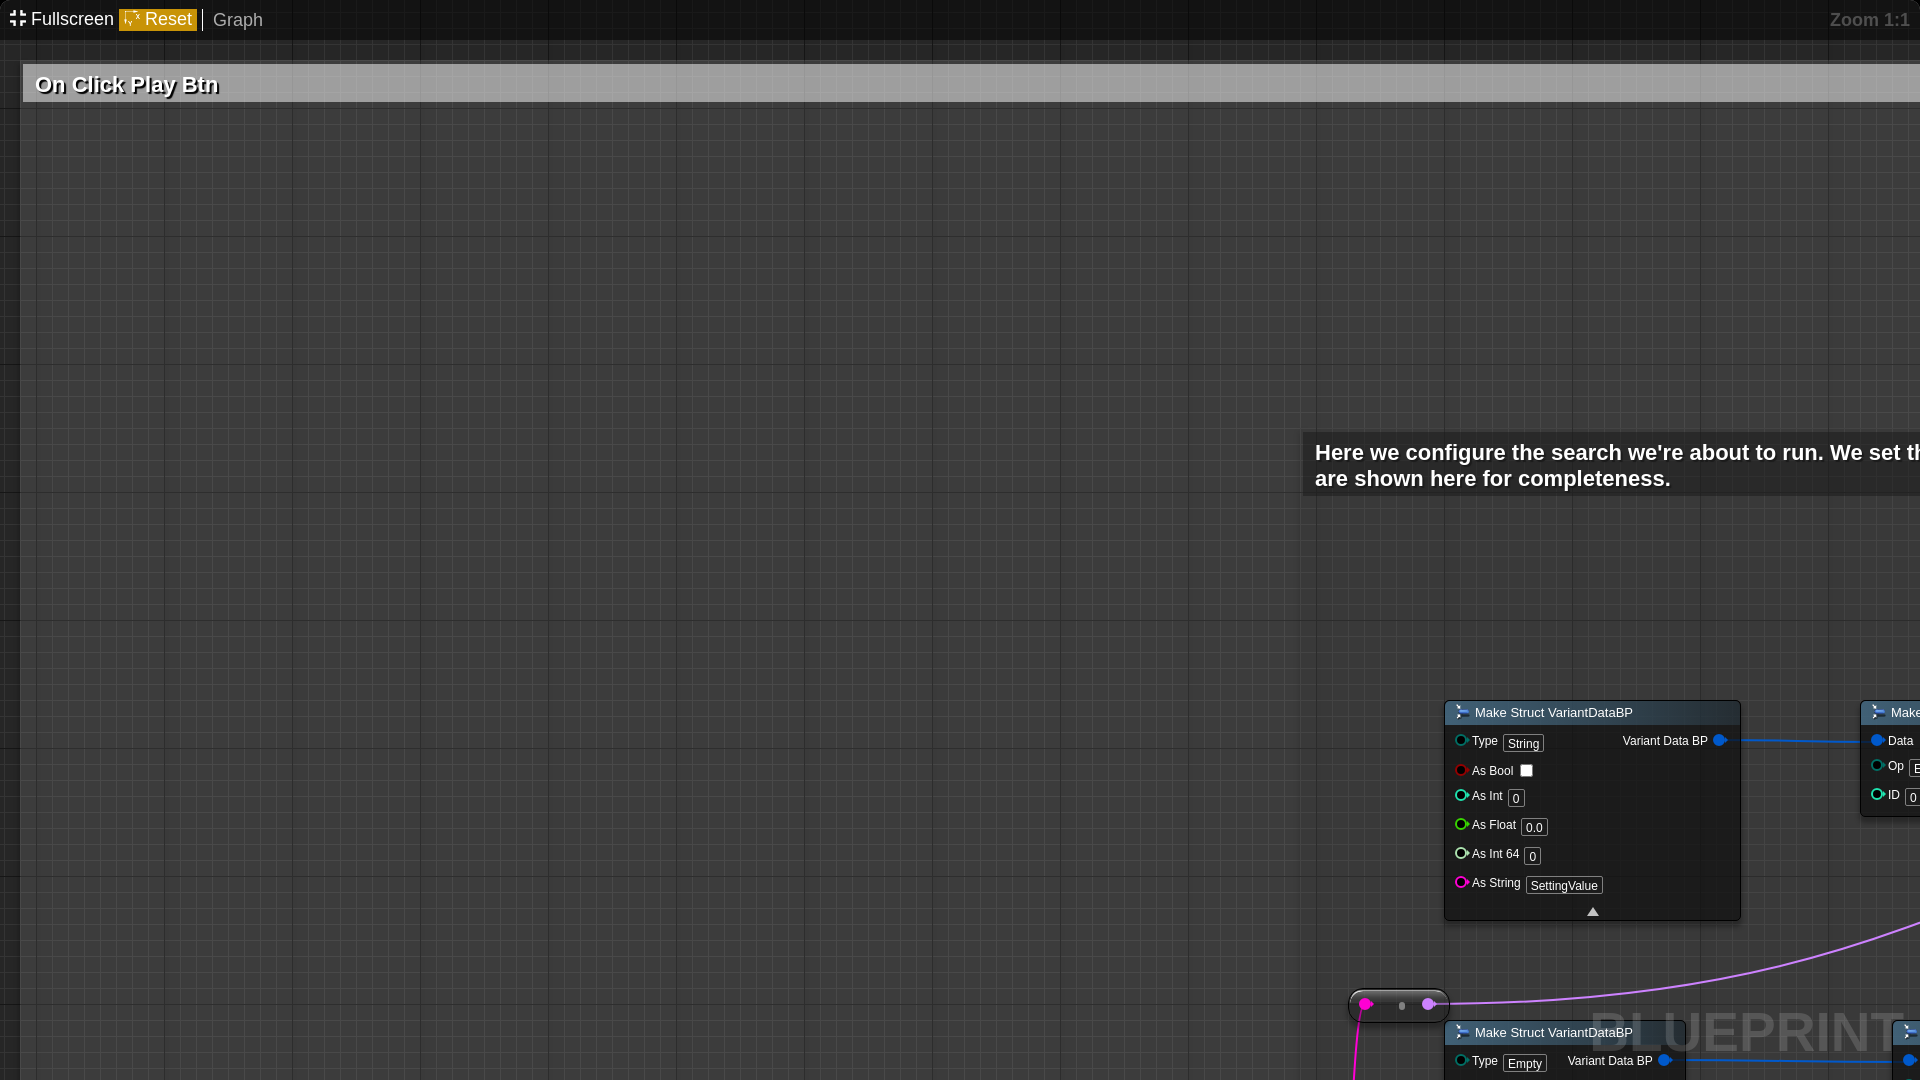 Fullscreen Reset Graph
Zoom 1:1
On Click Play Btn
Here we configure the search we're about to run. We set
are shown here for completeness.
Make Struct VariantDataBP
Type String Variant Data BP
As Bool
As Int 0
As Float 0.0
As Int 64 0
As String SettingValue
Make
Data
Op E
ID 0
Make Struct VariantDataBP
Type Empty Variant Data BP
BLUEPRINT